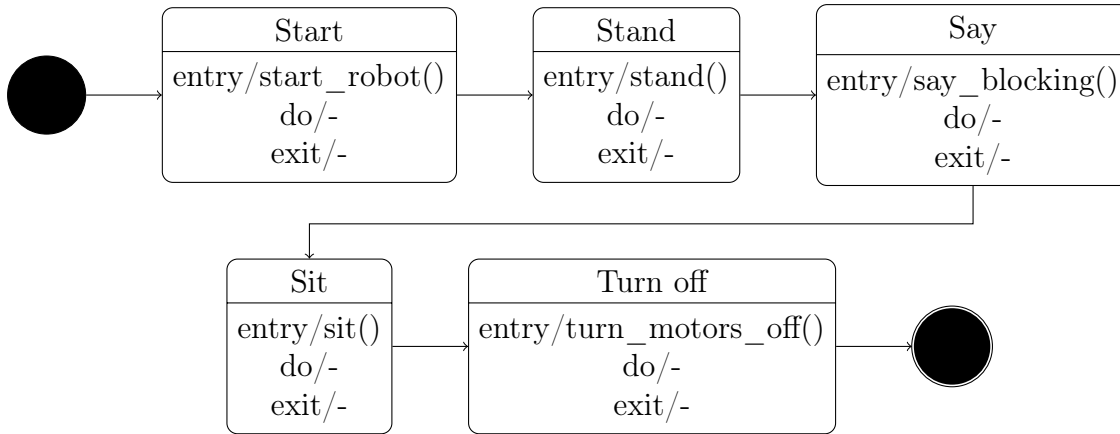 Start
entry/start_robot()
do/-
exit/-
Stand
entry/stand()
do/-
exit/-
Say
entry/say_blocking()
do/-
exit/-
Sit
entry/sit()
do/-
exit/-
Turn off
entry/turn_motors_off()
do/-
exit/-